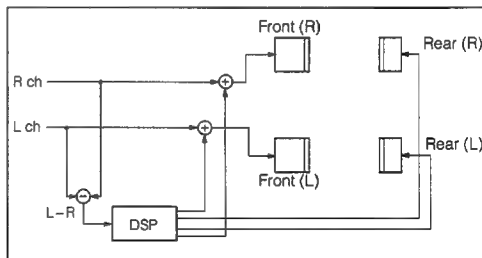 Front (R)
Rear (R)
R ch
+
L ch
+
Rear (L)
Front (L)
−
L−R
DSP